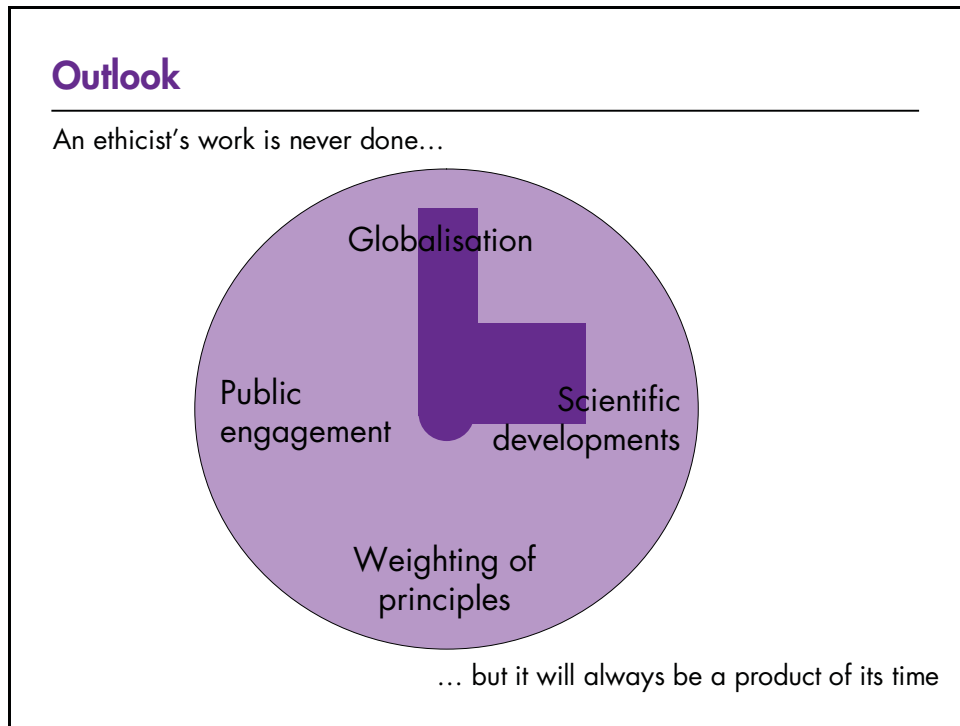 Outlook
An ethicist’s work is never done…
Globalisation
Public
engagement
Scientific
developments
Weighting of
principles
… but it will always be a product of its time